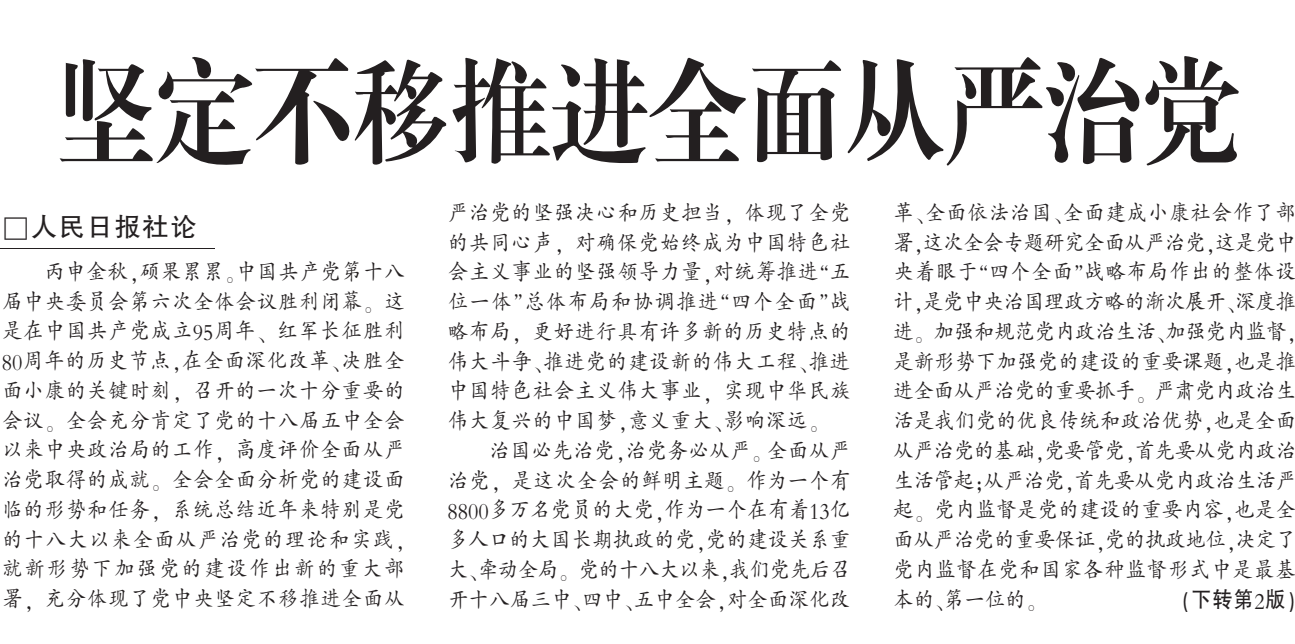 坚定不移推进全面从严治党
□人民日报社论
丙申金秋,硕果累累。中国共产党第十八
届中央委员会第六次全体会议胜利闭幕。这
是在中国共产党成立95周年、红军长征胜利
80周年的历史节点,在全面深化改革、决胜全
面小康的关键时刻，召开的一次十分重要的
会议。全会充分肯定了党的十八届五中全会
以来中央政治局的工作，高度评价全面从严
治党取得的成就。全会全面分析党的建设面
临的形势和任务，系统总结近年来特别是党
的十八大以来全面从严治党的理论和实践，
就新形势下加强党的建设作出新的重大部
署，充分体现了党中央坚定不移推进全面从
严治党的坚强决心和历史担当，体现了全党
的共同心声，对确保党始终成为中国特色社
会主义事业的坚强领导力量,对统筹推进“五
位一体”总体布局和协调推进“四个全面”战
略布局，更好进行具有许多新的历史特点的
伟大斗争、推进党的建设新的伟大工程、推进
中国特色社会主义伟大事业，实现中华民族
伟大复兴的中国梦,意义重大、影响深远。
治国必先治党,治党务必从严。全面从严
治党，是这次全会的鲜明主题。作为一个有
8800多万名党员的大党,作为一个在有着13亿
多人口的大国长期执政的党,党的建设关系重
大、牵动全局。党的十八大以来,我们党先后召
开十八届三中、四中、五中全会,对全面深化改
革、全面依法治国、全面建成小康社会作了部
署,这次全会专题研究全面从严治党,这是党中
央着眼于“四个全面”战略布局作出的整体设
计,是党中央治国理政方略的渐次展开、深度推
进。加强和规范党内政治生活、加强党内监督,
是新形势下加强党的建设的重要课题,也是推
进全面从严治党的重要抓手。严肃党内政治生
活是我们党的优良传统和政治优势,也是全面
从严治党的基础,党要管党,首先要从党内政治
生活管起;从严治党,首先要从党内政治生活严
起。党内监督是党的建设的重要内容,也是全
面从严治党的重要保证,党的执政地位,决定了
党内监督在党和国家各种监督形式中是最基
本的、第一位的。
(下转第2版)